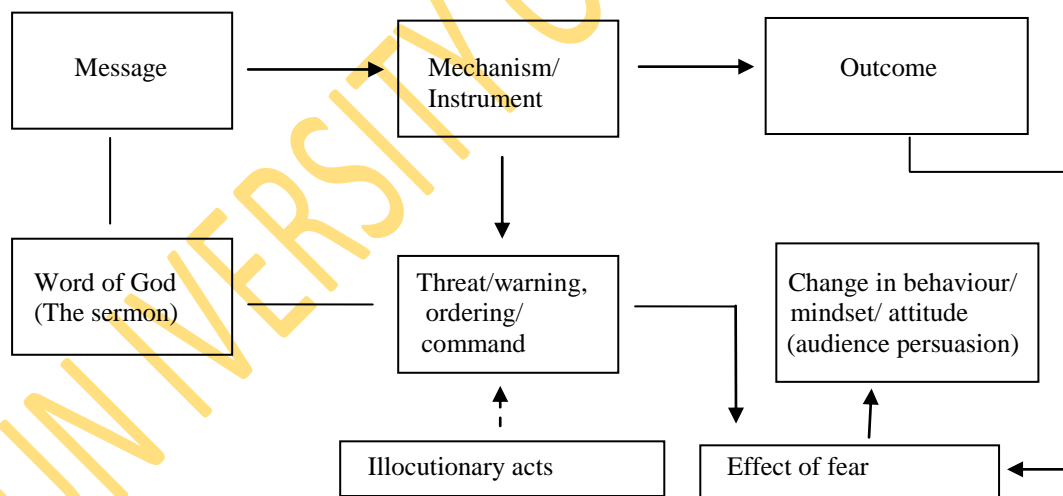 Message
Mechanism/
Instrument
Outcome
Word of God
(The sermon)
Threat/warning,
ordering/
command
Change in behaviour/
mindset/ attitude
(audience persuasion)
Illocutionary acts
Effect of fear
UNIVERSITY O